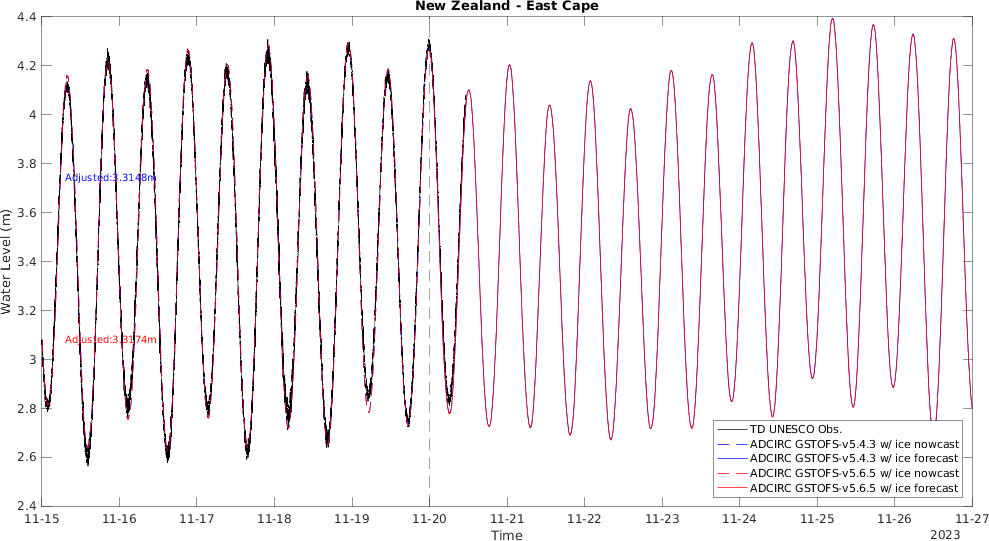 New Zealand - East Cape
4.4
4.2
4
3.8
3.6
3.4
3.2
3
2.8
2.6
2.4
Water Level (m)
Adjusted:3.3148m
Adjusted:3.3174m
TD UNESCO Obs.
ADCIRC GSTOFS-v5.4.3 w/ ice nowcast
ADCIRC GSTOFS-v5.4.3 w/ ice forecast
ADCIRC GSTOFS-v5.6.5 w/ ice nowcast
ADCIRC GSTOFS-v5.6.5 w/ ice forecast
11-15 11-16 11-17 11-18 11-19 11-20 11-21 11-22 11-23 11-24 11-25 11-26 11-27
Time
2023